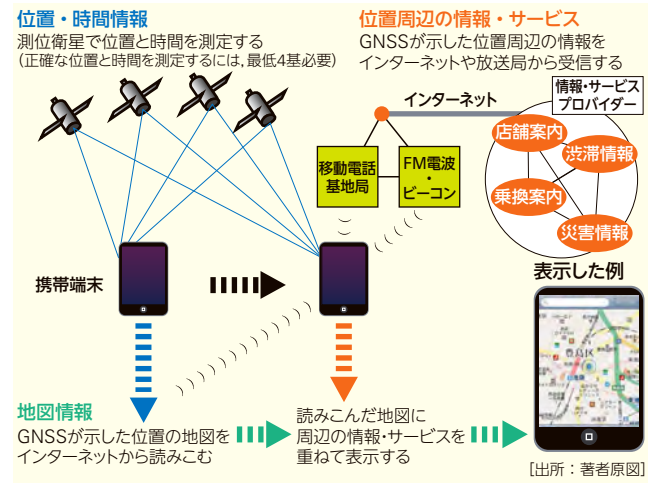 位置・時間情報
測位衛星で位置と時間を測定する
(正確な位置と時間を測定するには,最低4基必要)
位置周辺の情報・サービス
GNSSが示した位置周辺の情報を
インターネットや放送局から受信する
インターネット
情報・サービス
プロバイダー
店舗案内
渋滞情報
乗換案内
災害情報
移動電話
基地局
FM電波
・
ビーコン
携帯端末
表示した例
豊島区
地図情報
GNSSが示した位置の地図を
インターネットから読みこむ
読みこんだ地図に
周辺の情報・サービスを
重ねて表示する
[出所:著者原図]